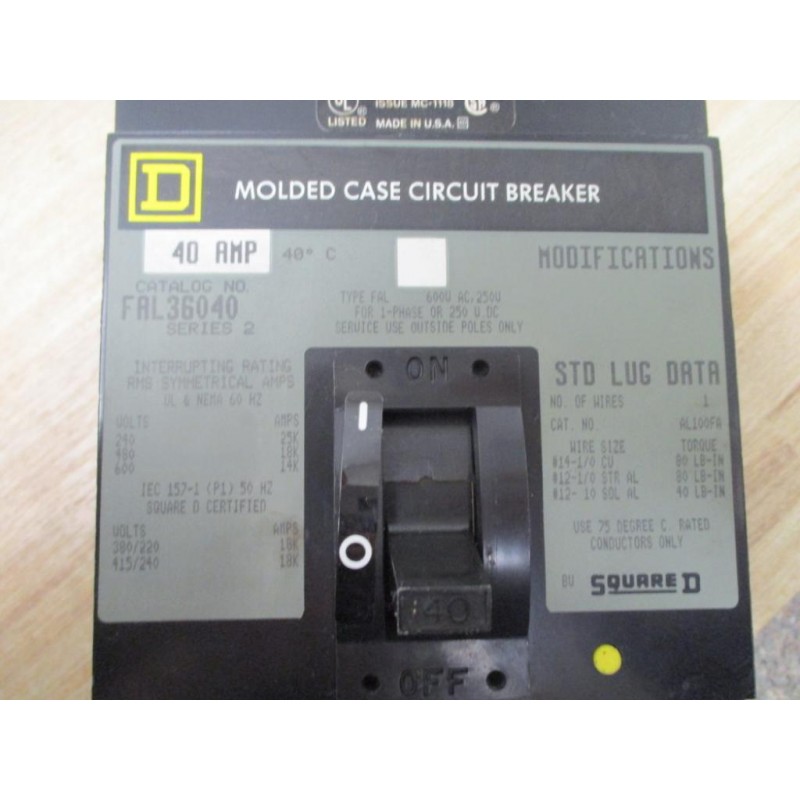 UL ® ISSUE MC-1118 ®
LISTED MADE IN U.S.A.
D MOLDED CASE CIRCUIT BREAKER
40 AMP 40° C
MODIFICATIONS
CATALOG NO.
FAL36040
SERIES 2
TYPE FAL 600V AC, 250V
FOR 1-PHASE OR 250 V.DC
SERVICE USE OUTSIDE POLES ONLY
INTERRUPTING RATING
RMS SYMMETRICAL AMPS
UL & NEMA 60 HZ
VOLTS AMPS
240 25K
480 18K
600 14K
IEC 157-1 (P1) 50 HZ
SQUARE D CERTIFIED
VOLTS AMPS
380/220 18K
415/240 18K
ON
I
O
40
OFF
STD LUG DATA
NO. OF WIRES 1
CAT. NO. AL100FA
WIRE SIZE TORQUE
#14-1/0 CU 80 LB-IN
#12-1/0 STR AL 80 LB-IN
#12- 10 SOL AL 40 LB-IN
USE 75 DEGREE C. RATED
CONDUCTORS ONLY
BU SQUARE D